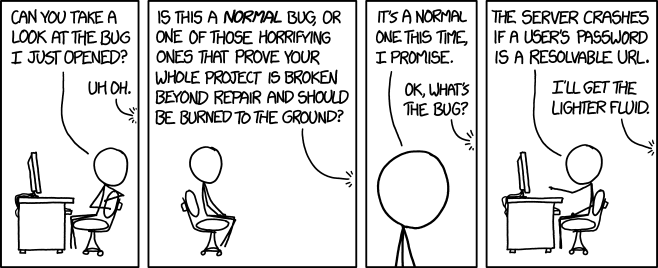 CAN YOU TAKE A
LOOK AT THE BUG
I JUST OPENED?
UH OH.
IS THIS A NORMAL BUG, OR
ONE OF THOSE HORRIFYING
ONES THAT PROVE YOUR
WHOLE PROJECT IS BROKEN
BEYOND REPAIR AND SHOULD
BE BURNED TO THE GROUND?
IT'S A NORMAL
ONE THIS TIME,
I PROMISE.
OK, WHAT'S
THE BUG?
THE SERVER CRASHES
IF A USER'S PASSWORD
IS A RESOLVABLE URL.
I'LL GET THE
LIGHTER FLUID.